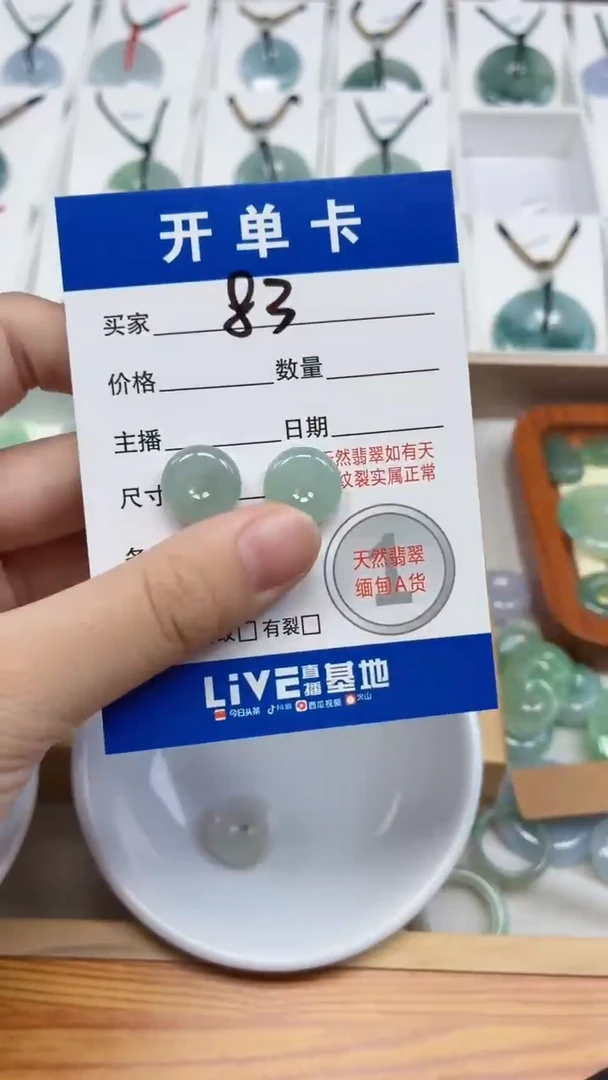 开单卡
买家 83
价格 数量
主播 日期
尺寸
然翡翠如有天
纹裂实属正常
天然翡翠
缅甸A货
有裂□
LiVE直播基地
今日头条 抖音 西瓜视频 火山